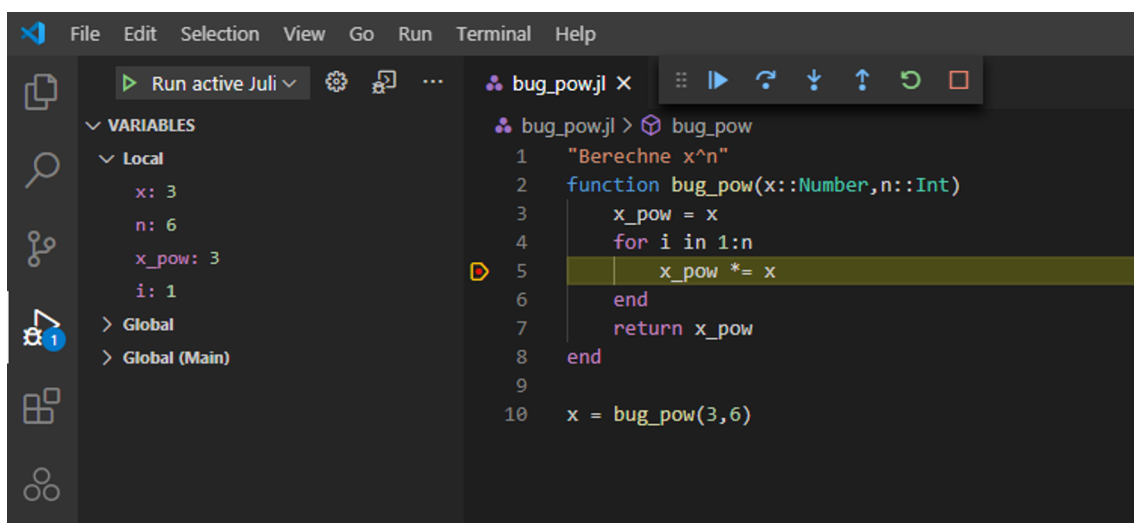 File Edit Selection View Go Run Terminal Help
Run active Juli
bug_pow.jl
VARIABLES
Local
x: 3
n: 6
x_pow: 3
i: 1
Global
Global (Main)
1
bug_pow.jl > bug_pow
1 "Berechne x^n"
2 function bug_pow(x::Number,n::Int)
3 x_pow = x
4 for i in 1:n
5 x_pow *= x
6 end
7 return x_pow
8 end
9
10 x = bug_pow(3,6)